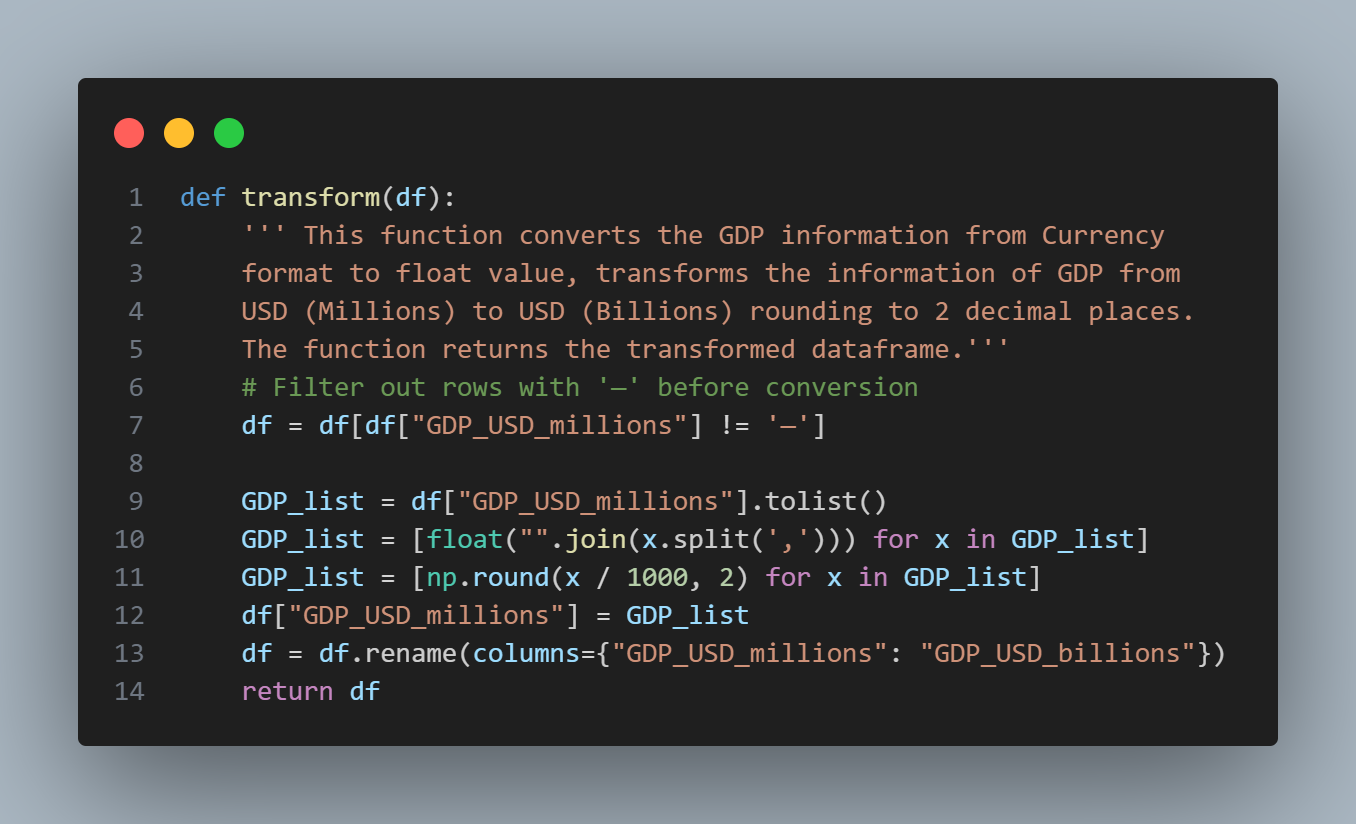 1 def transform(df):
2     ''' This function converts the GDP information from Currency
3     format to float value, transforms the information of GDP from
4     USD (Millions) to USD (Billions) rounding to 2 decimal places.
5     The function returns the transformed dataframe.'''
6     # Filter out rows with '—' before conversion
7     df = df[df["GDP_USD_millions"] != '—']
8
9     GDP_list = df["GDP_USD_millions"].tolist()
10     GDP_list = [float("".join(x.split(','))) for x in GDP_list]
11     GDP_list = [np.round(x / 1000, 2) for x in GDP_list]
12     df["GDP_USD_millions"] = GDP_list
13     df = df.rename(columns={"GDP_USD_millions": "GDP_USD_billions"})
14     return df